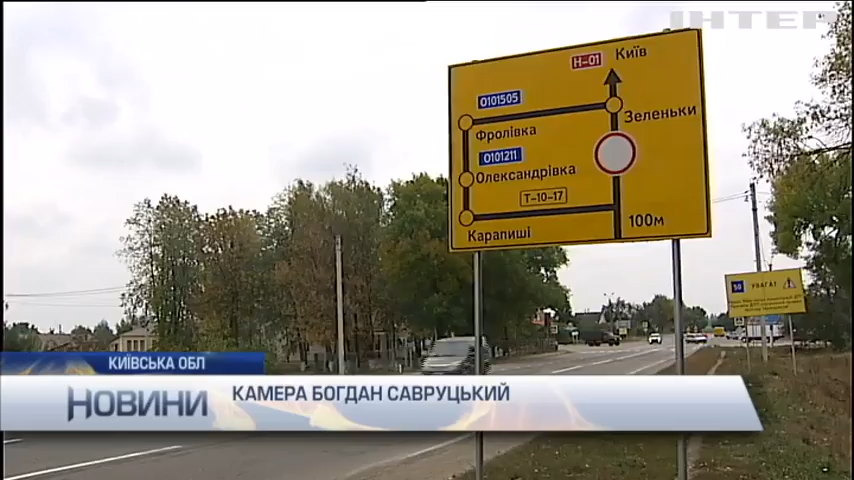 ІНТЕР
Н-01
Київ
О101505
Зеленьки
Фролівка
О101211
Олександрівка
Т-10-17
100м
Карапиші
50
УВАГА!
КИЇВСЬКА ОБЛ
НОВИНИ
КАМЕРА БОГДАН САВРУЦЬКИЙ